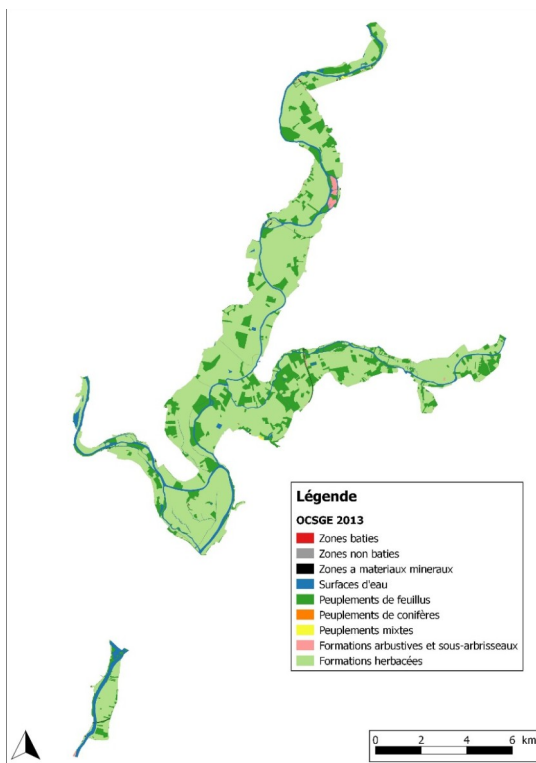 Légende
OCSGE 2013
Zones baties
Zones non baties
Zones a materiaux mineraux
Surfaces d'eau
Peuplements de feuillus
Peuplements de conifères
Peuplements mixtes
Formations arbustives et sous-arbrisseaux
Formations herbacées
0 2 4 6 km